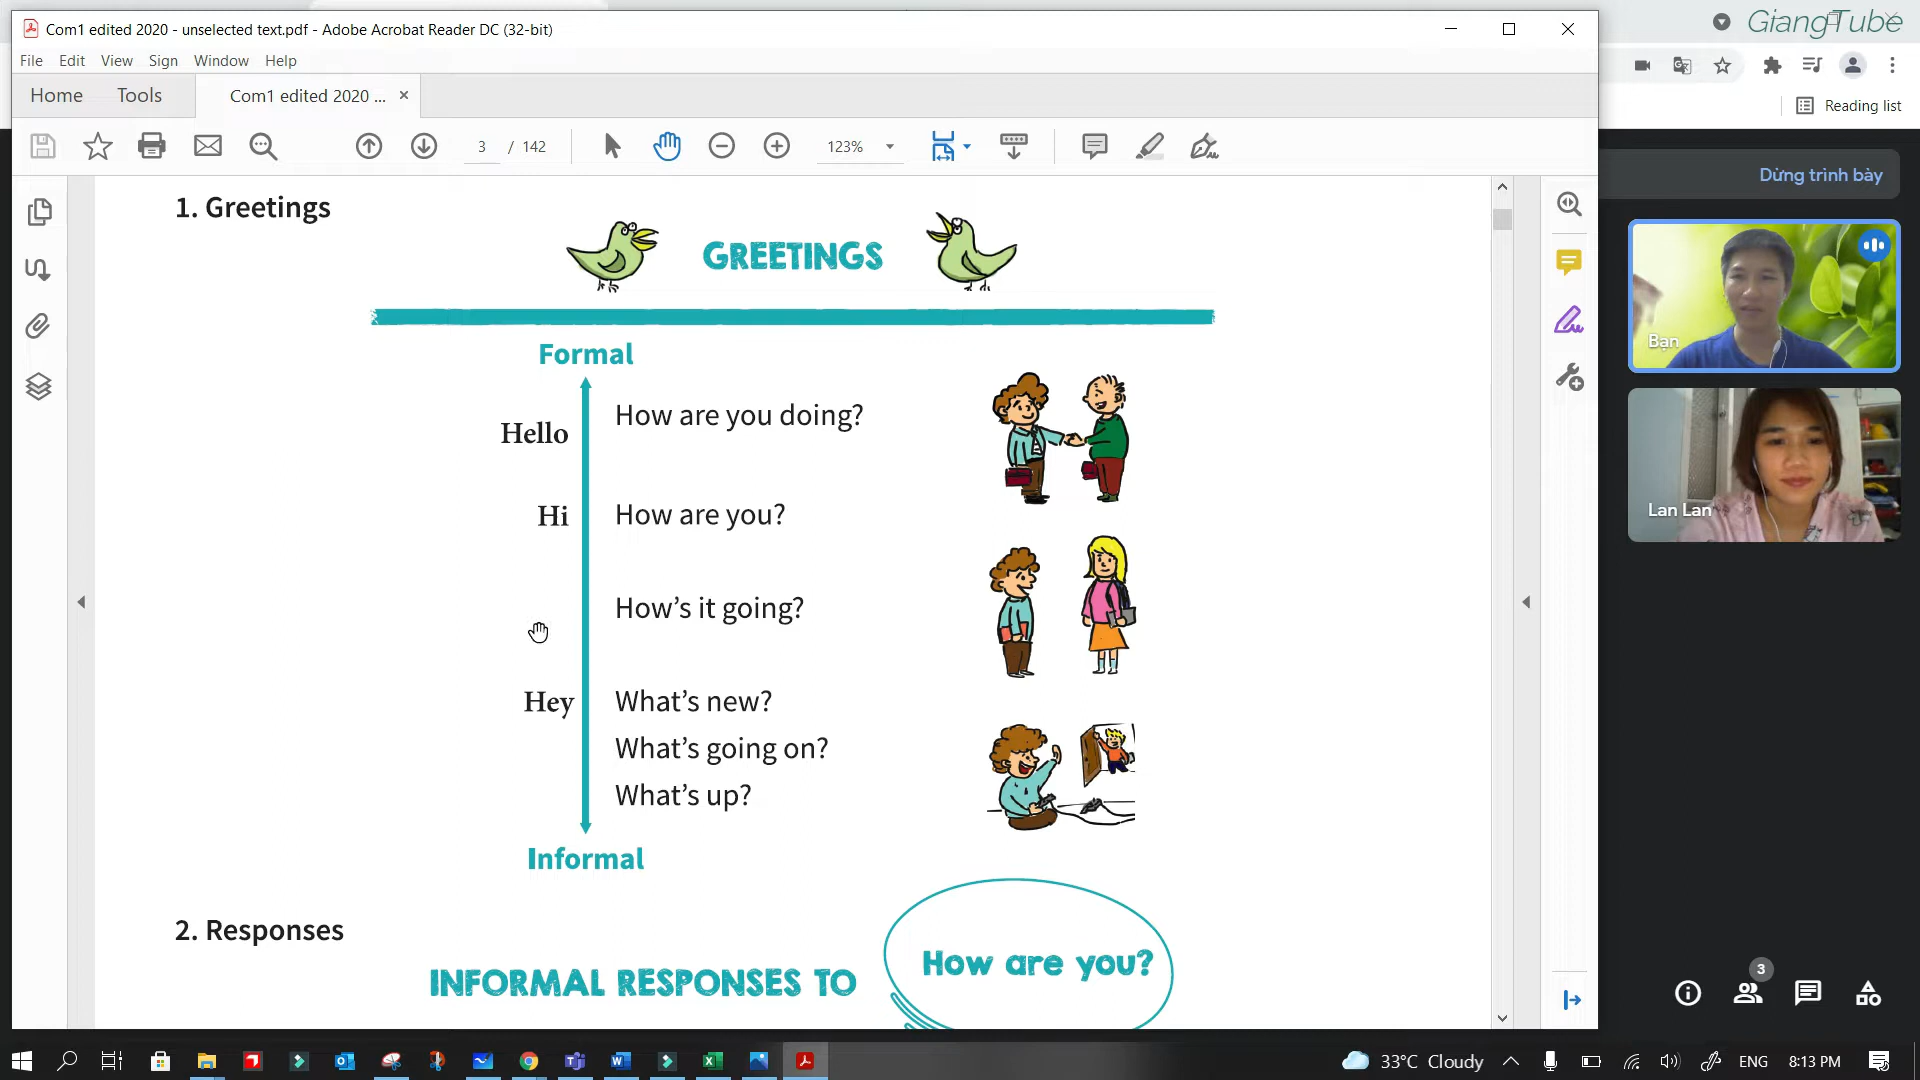 Com1 edited 2020 - unselected text.pdf - Adobe Acrobat Reader DC (32-bit)
GiangTube
File Edit View Sign Window Help
Home Tools Com1 edited 2020 ...
Reading list
3 / 142
123%
Dừng trình bày
1. Greetings
GREETINGS
Formal
Hello How are you doing?
Hi How are you?
How's it going?
Hey What's new?
What's going on?
What's up?
Informal
2. Responses
INFORMAL RESPONSES TO How are you?
Bạn
Lan Lan
3
33°C Cloudy ENG 8:13 PM